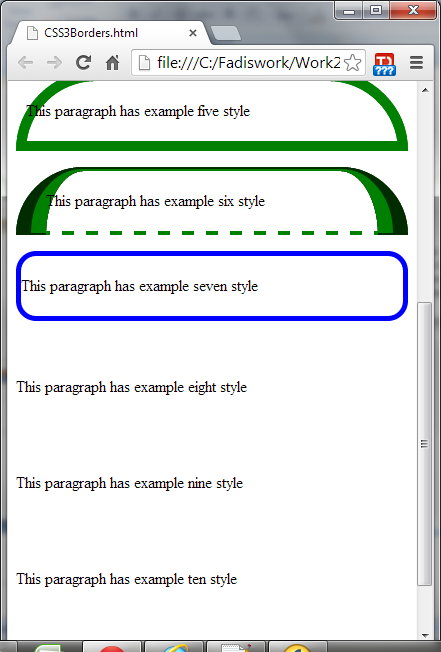 CSS3Borders.html
file:///C:/Fadiswork/Work2
This paragraph has example five style
This paragraph has example six style
This paragraph has example seven style
This paragraph has example eight style
This paragraph has example nine style
This paragraph has example ten style